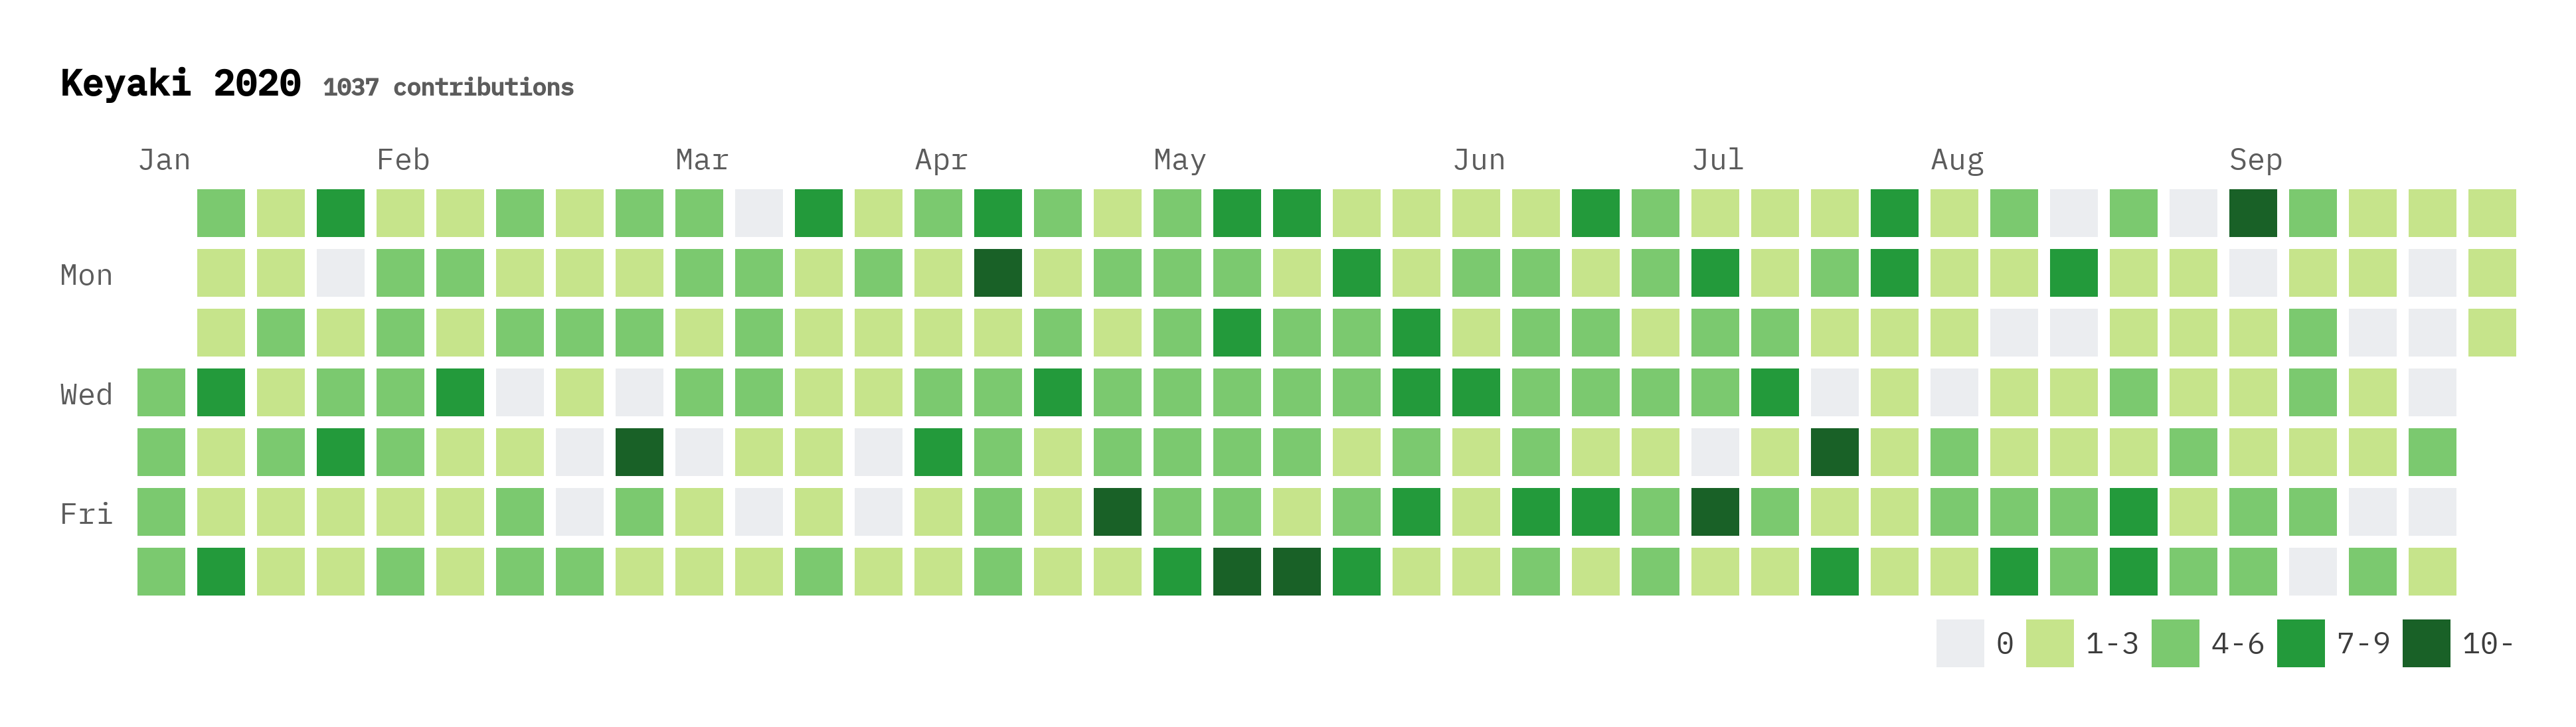 Keyaki 2020 1037 contributions
Jan Feb Mar Apr May Jun Jul Aug Sep
Mon
Wed
Fri
0 1-3 4-6 7-9 10-